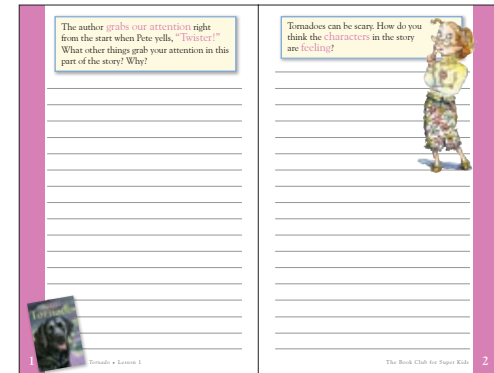 The author grabs our attention right
from the start when Pete yells, "Twister!"
What other things grab your attention in this
part of the story? Why?
Tornado
1
Tornado • Lesson 1
Tornadoes can be scary. How do you
think the characters in the story
are feeling?
The Book Club for Super Kids
2